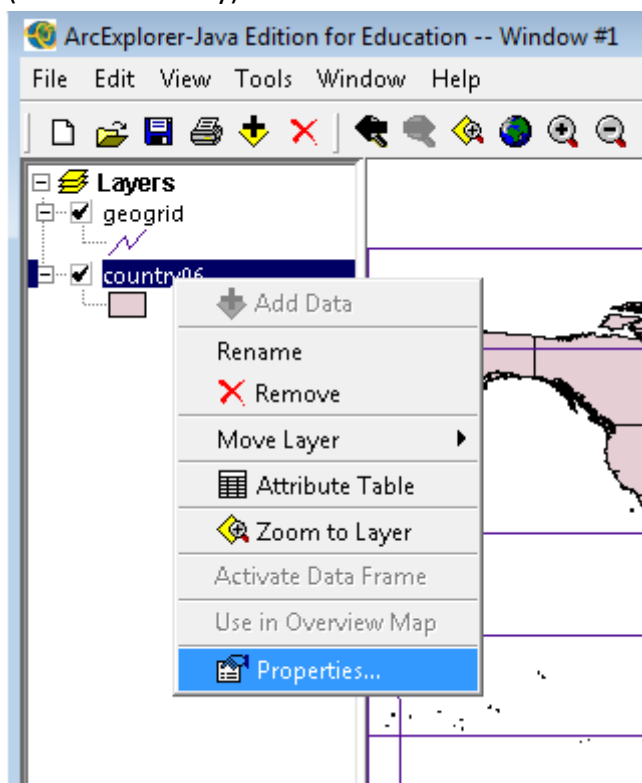 ArcExplorer-Java Edition for Education -- Window #1
File Edit View Tools Window Help
Layers
geogrid
country06
Add Data
Rename
Remove
Move Layer
Attribute Table
Zoom to Layer
Activate Data Frame
Use in Overview Map
Properties...